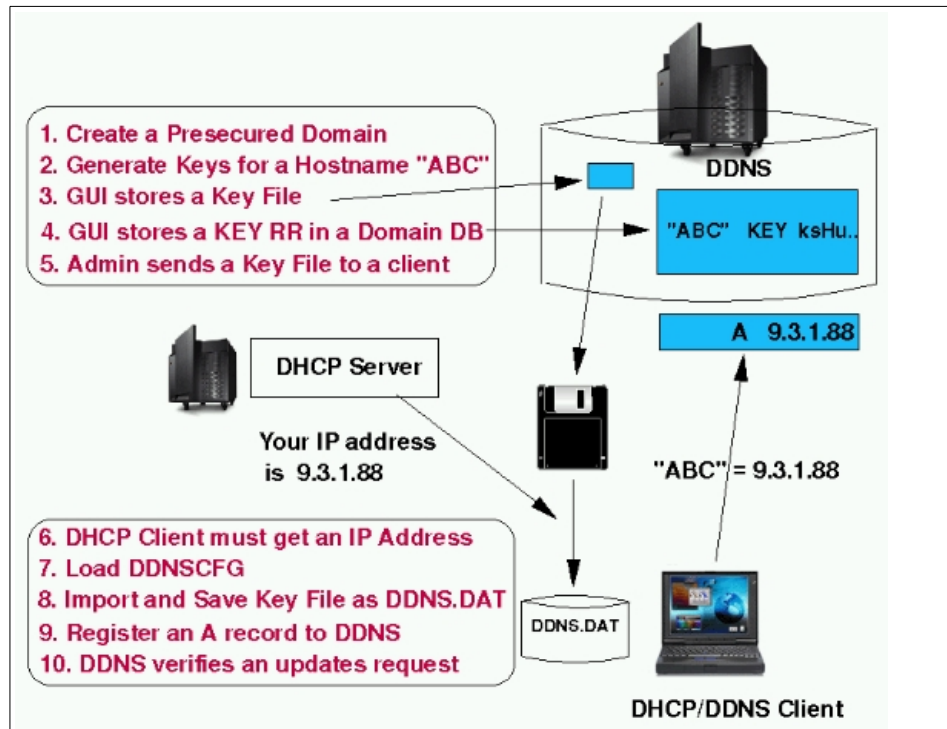 DDNS
1. Create a Presecured Domain
2. Generate Keys for a Hostname "ABC"
3. GUI stores a Key File
4. GUI stores a KEY RR in a Domain DB
5. Admin sends a Key File to a client
"ABC" KEY ksHu..
A 9.3.1.88
DHCP Server
Your IP address
is 9.3.1.88
"ABC" = 9.3.1.88
6. DHCP Client must get an IP Address
7. Load DDNSCFG
8. Import and Save Key File as DDNS.DAT
9. Register an A record to DDNS
10. DDNS verifies an updates request
DDNS.DAT
DHCP/DDNS Client